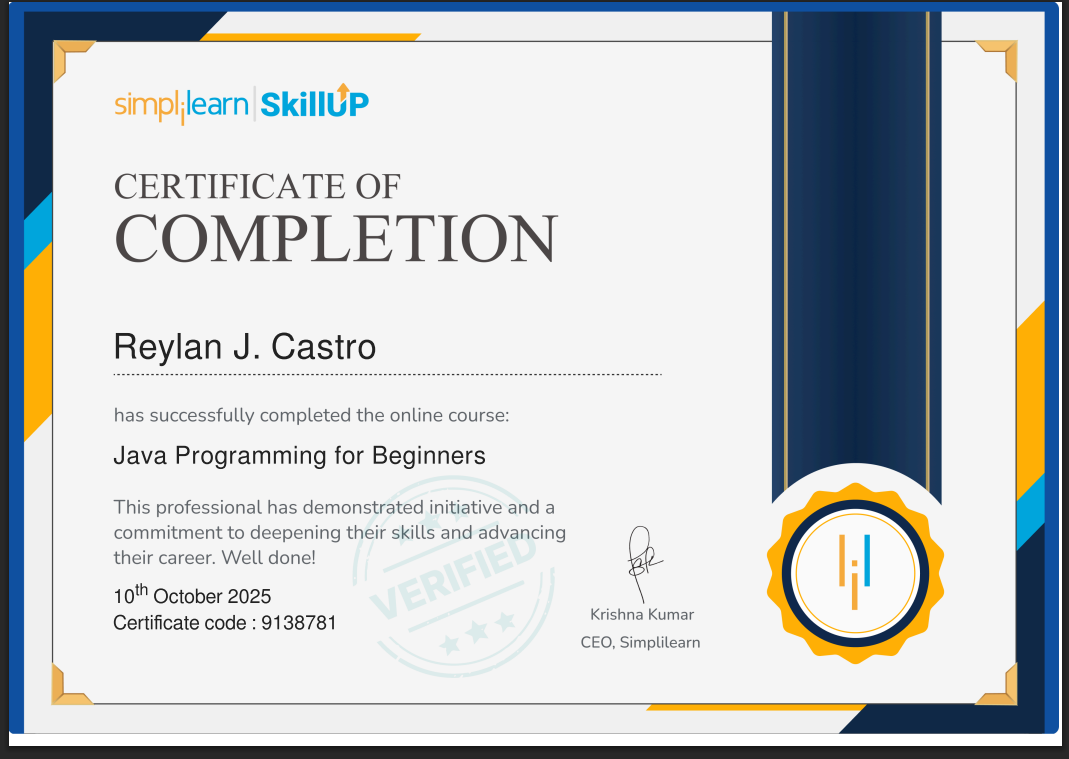 simplilearn | SkillUP
CERTIFICATE OF
COMPLETION
Reylan J. Castro
has successfully completed the online course:
Java Programming for Beginners
This professional has demonstrated initiative and a
commitment to deepening their skills and advancing
their career. Well done!
VERIFIED
10th October 2025
Certificate code : 9138781
Krishna Kumar
CEO, Simplilearn